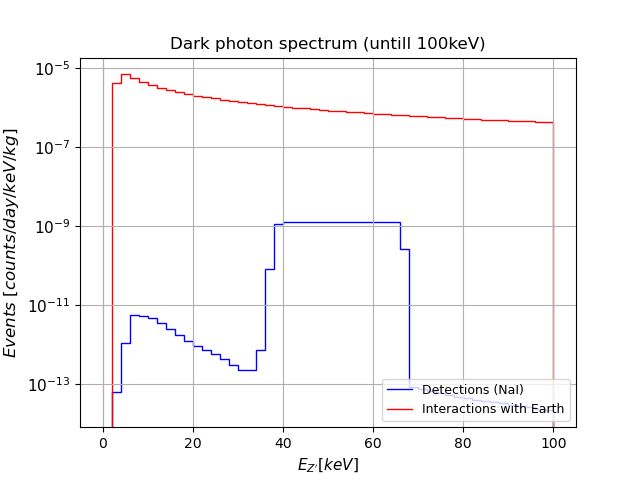 Dark photon spectrum (untill 100keV)
Events [counts/day/keV/kg]
10⁻⁵
10⁻⁷
10⁻⁹
10⁻¹¹
10⁻¹³
0 20 40 60 80 100
E_{Z'}[keV]
Detections (NaI)
Interactions with Earth